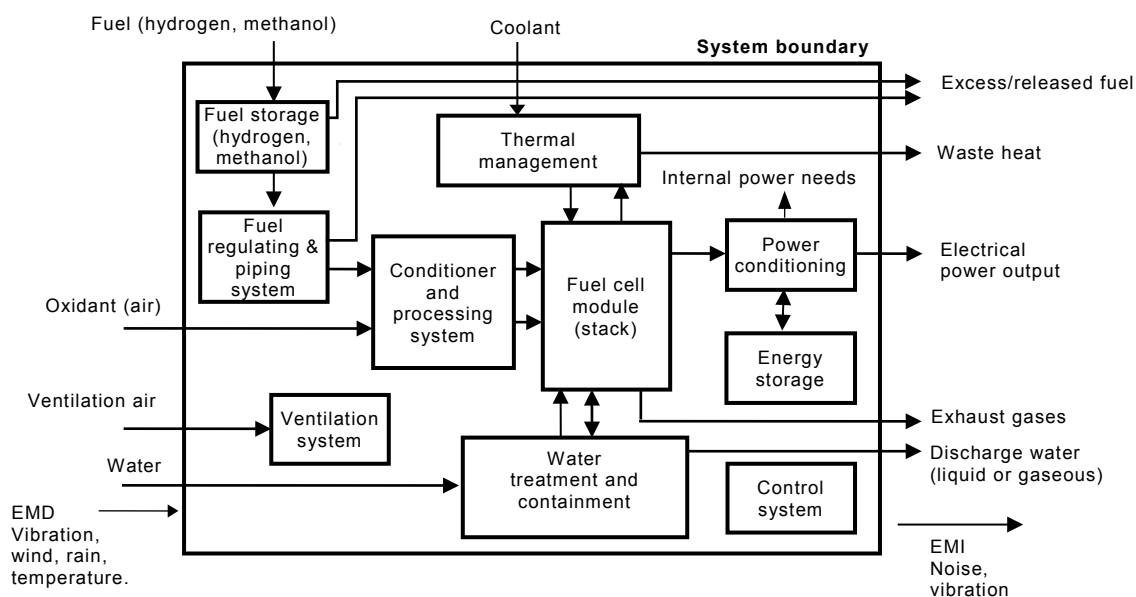 Fuel (hydrogen, methanol)
Coolant
System boundary
Excess/released fuel
Fuel storage
(hydrogen,
methanol)
Thermal
management
Waste heat
Internal power needs
Fuel
regulating &
piping
system
Conditioner
and
processing
system
Fuel cell
module
(stack)
Power
conditioning
Electrical
power output
Oxidant (air)
Energy
storage
Ventilation air
Ventilation
system
Exhaust gases
Water
Water
treatment and
containment
Discharge water
(liquid or gaseous)
Control
system
EMD
Vibration,
wind, rain,
temperature.
EMI
Noise,
vibration